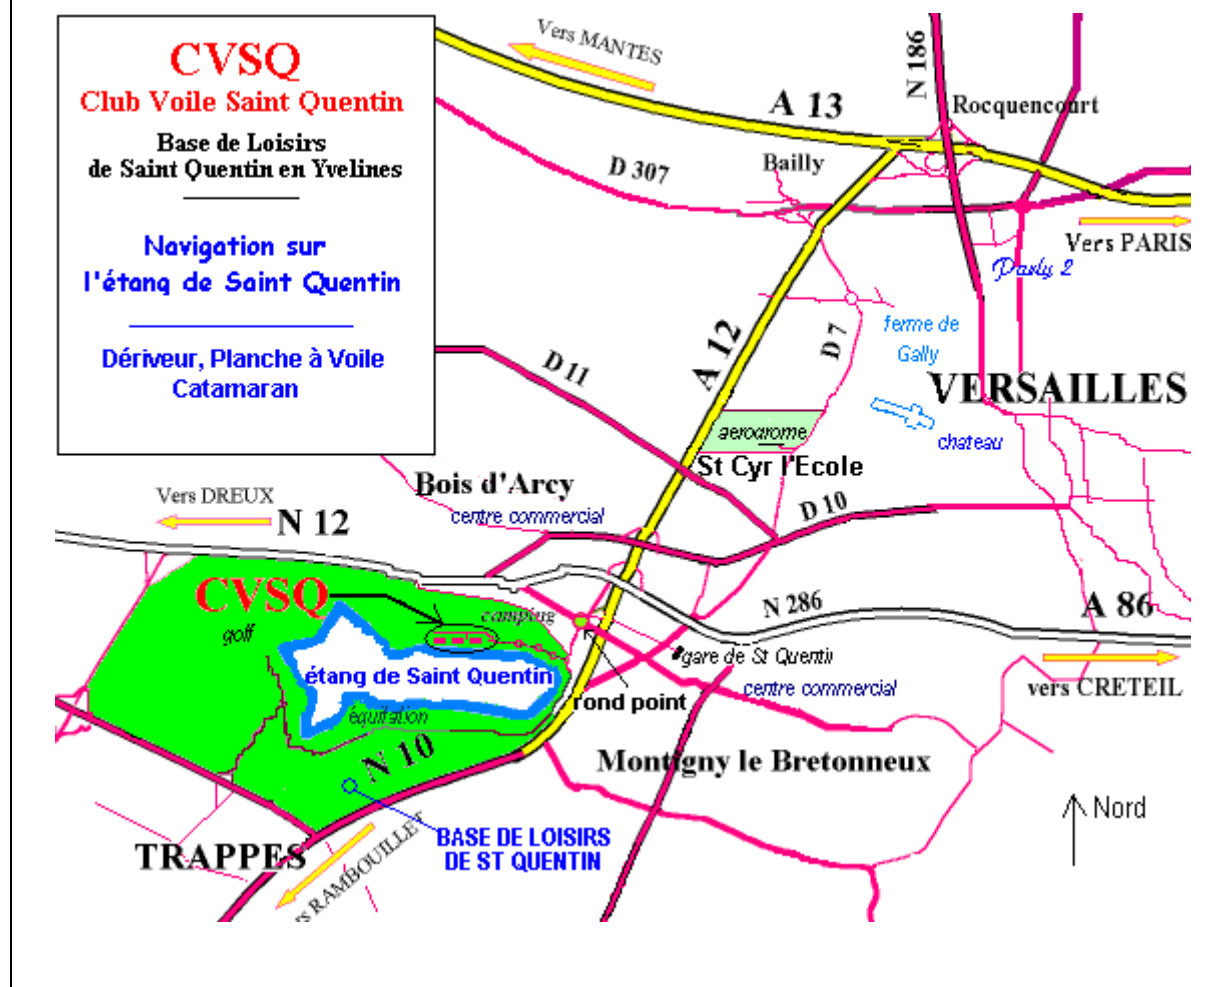 CVSQ
Club Voile Saint Quentin
Base de Loisirs
de Saint Quentin en Yvelines
Navigation sur
l'étang de Saint Quentin
Dériveur, Planche à Voile
Catamaran
Vers MANTES
A 13
N 186
Rocquencourt
Bailly
D 307
Vers PARIS
Parly 2
ferme de
Gally
D 7
A 12
VERSAILLES
D 11
aerodrome
chateau
St Cyr l'Ecole
Bois d'Arcy
centre commercial
Vers DREUX
N 12
D 10
CVSQ
camping
golf
N 286
A 86
gare de St Quentin
étang de Saint Quentin
centre commercial
vers CRETEIL
rond point
équitation
N 10
Montigny le Bretonneux
Nord
BASE DE LOISIRS
DE ST QUENTIN
TRAPPES
rs RAMBOUILLET